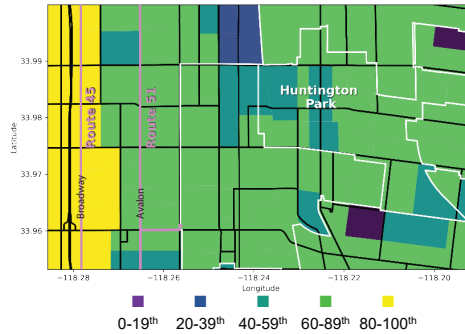 33.99
33.98
33.97
33.96
Latitude
Route 45
Route 51
Broadway
Avalon
Huntington
Park
−118.28
−118.26
−118.24
−118.22
−118.20
Longitude
0-19th
20-39th
40-59th
60-89th
80-100th